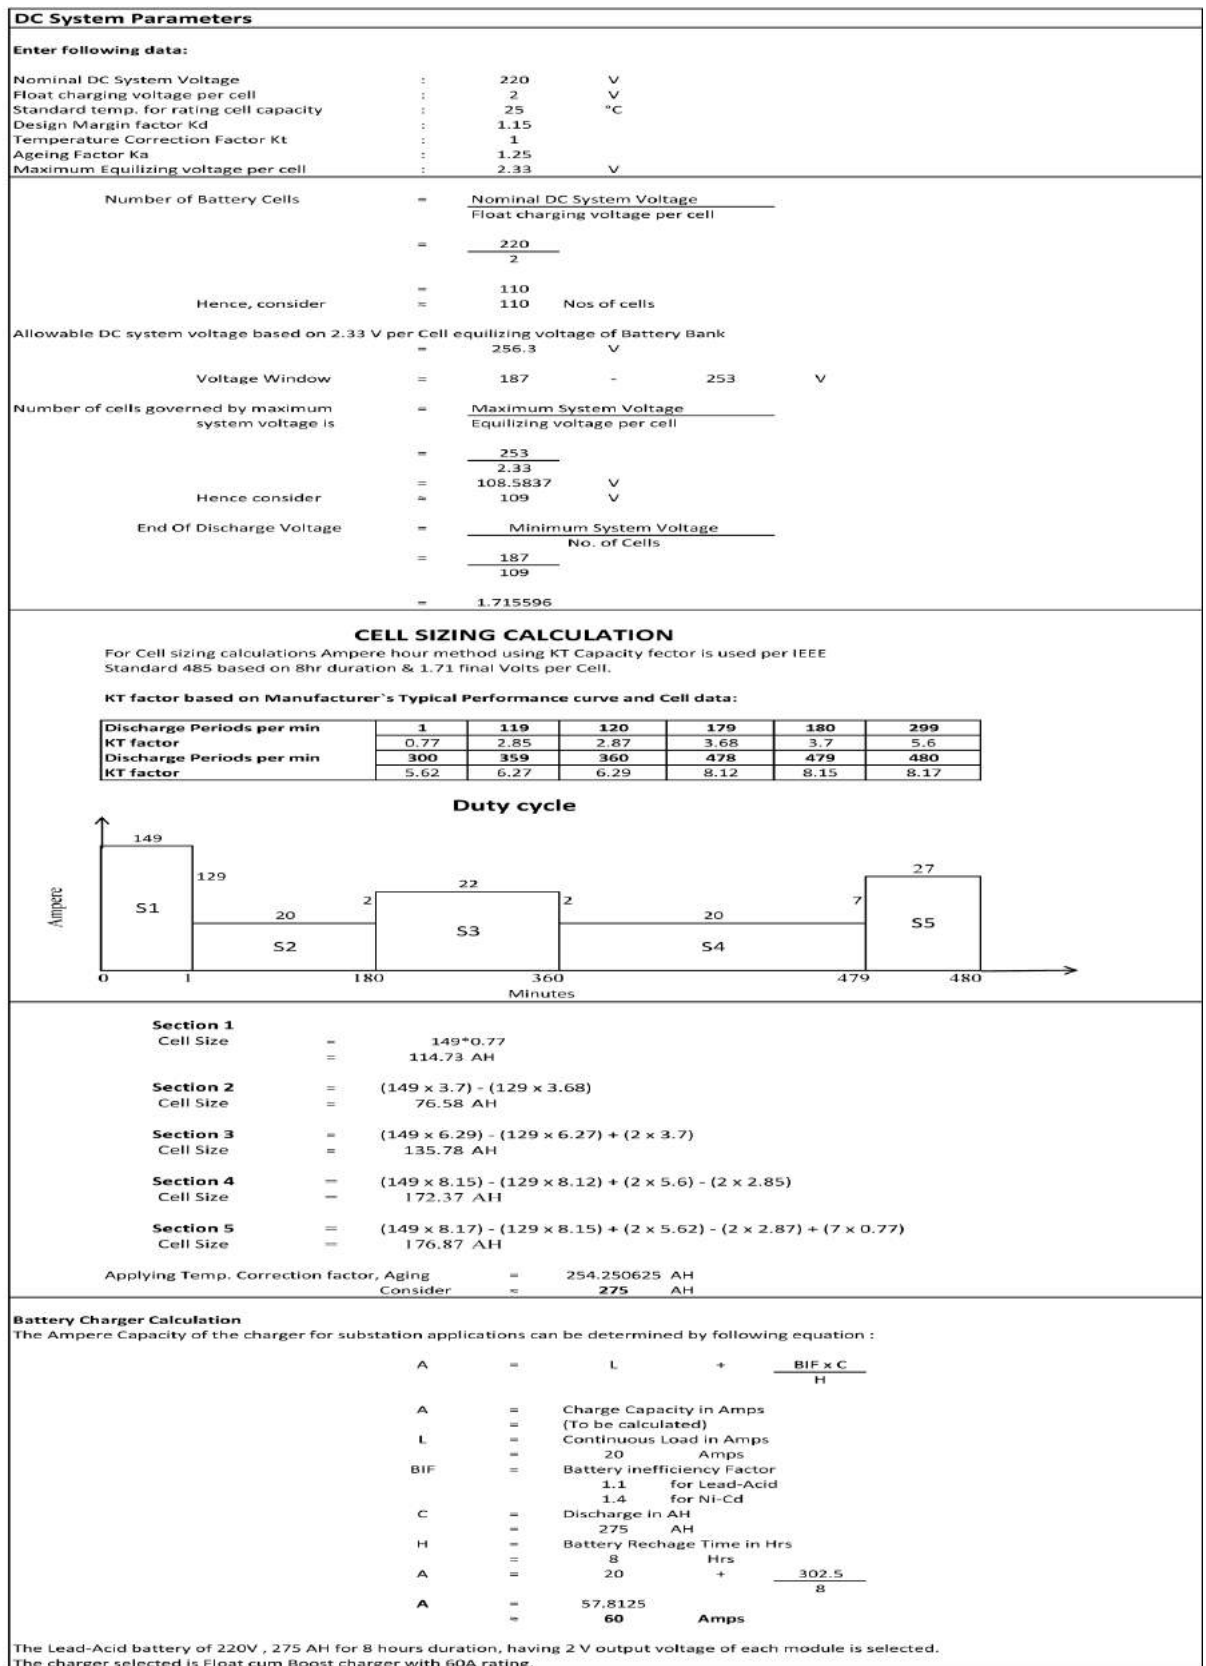 DC System Parameters
Enter following data:
Nominal DC System Voltage : 220 V
Float charging voltage per cell : 2 V
Standard temp. for rating cell capacity : 25 °C
Design Margin factor Kd : 1.15
Temperature Correction Factor Kt : 1
Ageing Factor Ka : 1.25
Maximum Equilizing voltage per cell : 2.33 V
Number of Battery Cells = Nominal DC System Voltage
Float charging voltage per cell
= 220
2
= 110
Hence, consider ≈ 110 Nos of cells
Allowable DC system voltage based on 2.33 V per Cell equilizing voltage of Battery Bank
= 256.3 V
Voltage Window = 187 - 253 V
Number of cells governed by maximum = Maximum System Voltage
system voltage is Equilizing voltage per cell
= 253
2.33
= 108.5837 V
Hence consider ≈ 109 V
End Of Discharge Voltage = Minimum System Voltage
No. of Cells
= 187
109
= 1.715596
CELL SIZING CALCULATION
For Cell sizing calculations Ampere hour method using KT Capacity fector is used per IEEE
Standard 485 based on 8hr duration & 1.71 final Volts per Cell.
KT factor based on Manufacturer`s Typical Performance curve and Cell data:
Discharge Periods per min 1 119 120 179 180 299
KT factor 0.77 2.85 2.87 3.68 3.7 5.6
Discharge Periods per min 300 359 360 478 479 480
KT factor 5.62 6.27 6.29 8.12 8.15 8.17
Duty cycle
149
129
27
22
2 2 7
20 20
Ampere
S1 S2 S3 S4 S5
0 1 180 360 479 480
Minutes
Section 1
Cell Size = 149*0.77
= 114.73 AH
Section 2 = (149 x 3.7) - (129 x 3.68)
Cell Size = 76.58 AH
Section 3 = (149 x 6.29) - (129 x 6.27) + (2 x 3.7)
Cell Size = 135.78 AH
Section 4 = (149 x 8.15) - (129 x 8.12) + (2 x 5.6) - (2 x 2.85)
Cell Size = 172.37 AH
Section 5 = (149 x 8.17) - (129 x 8.15) + (2 x 5.62) - (2 x 2.87) + (7 x 0.77)
Cell Size = 176.87 AH
Applying Temp. Correction factor, Aging = 254.250625 AH
Consider ≈ 275 AH
Battery Charger Calculation
The Ampere Capacity of the charger for substation applications can be determined by following equation :
A = L + BIF x C
H
A = Charge Capacity in Amps
= (To be calculated)
L = Continuous Load in Amps
= 20 Amps
BIF = Battery inefficiency Factor
1.1 for Lead-Acid
1.4 for Ni-Cd
C = Discharge in AH
= 275 AH
H = Battery Rechage Time in Hrs
= 8 Hrs
A = 20 + 302.5
8
A = 57.8125
≈ 60 Amps
The Lead-Acid battery of 220V , 275 AH for 8 hours duration, having 2 V output voltage of each module is selected.
The charger selected is Float cum Boost charger with 60A rating.